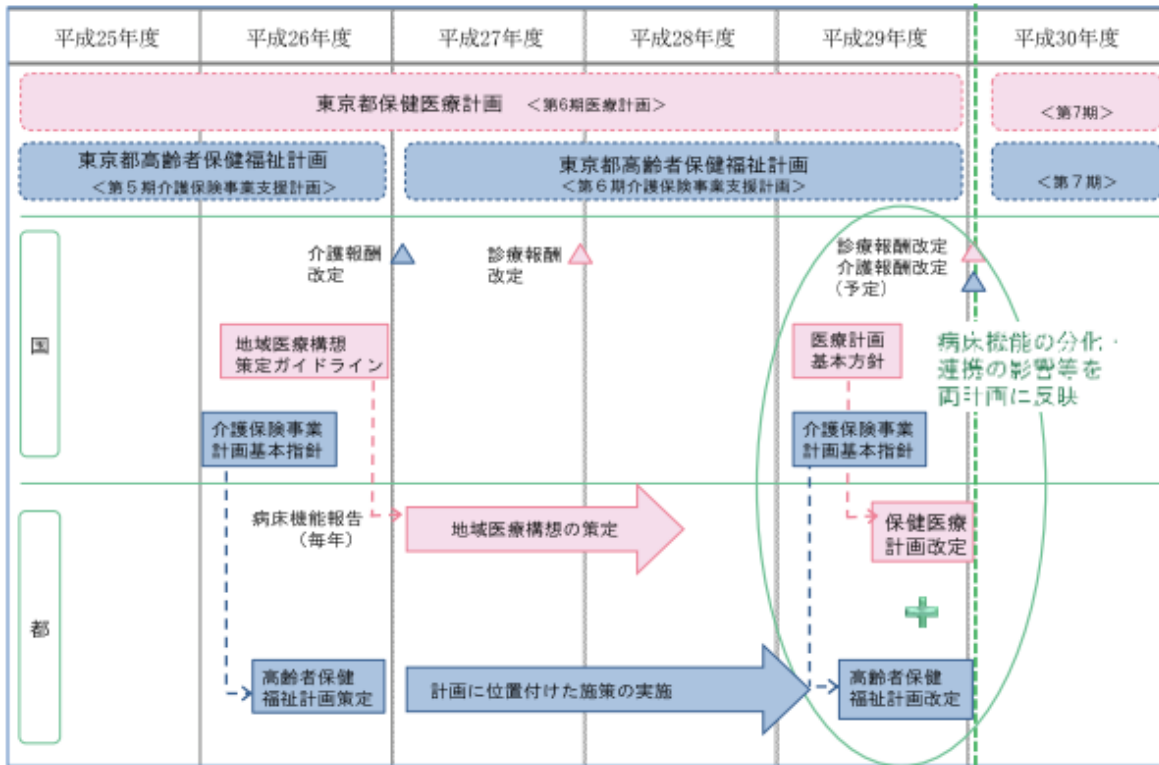 平成25年度
平成26年度
平成27年度
平成28年度
平成29年度
平成30年度
東京都保健医療計画 ＜第6期医療計画＞
＜第7期＞
東京都高齢者保健福祉計画
＜第５期介護保険事業支援計画＞
東京都高齢者保健福祉計画
＜第６期介護保険事業支援計画＞
＜第７期＞
国
介護報酬
改定
診療報酬
改定
診療報酬改定
介護報酬改定
（予定）
地域医療構想
策定ガイドライン
医療計画
基本方針
病床機能の分化・
連携の影響等を
両計画に反映
介護保険事業
計画基本指針
介護保険事業
計画基本指針
都
病床機能報告
（毎年）
地域医療構想の策定
保健医療
計画改定
高齢者保健
福祉計画策定
計画に位置付けた施策の実施
高齢者保健
福祉計画改定